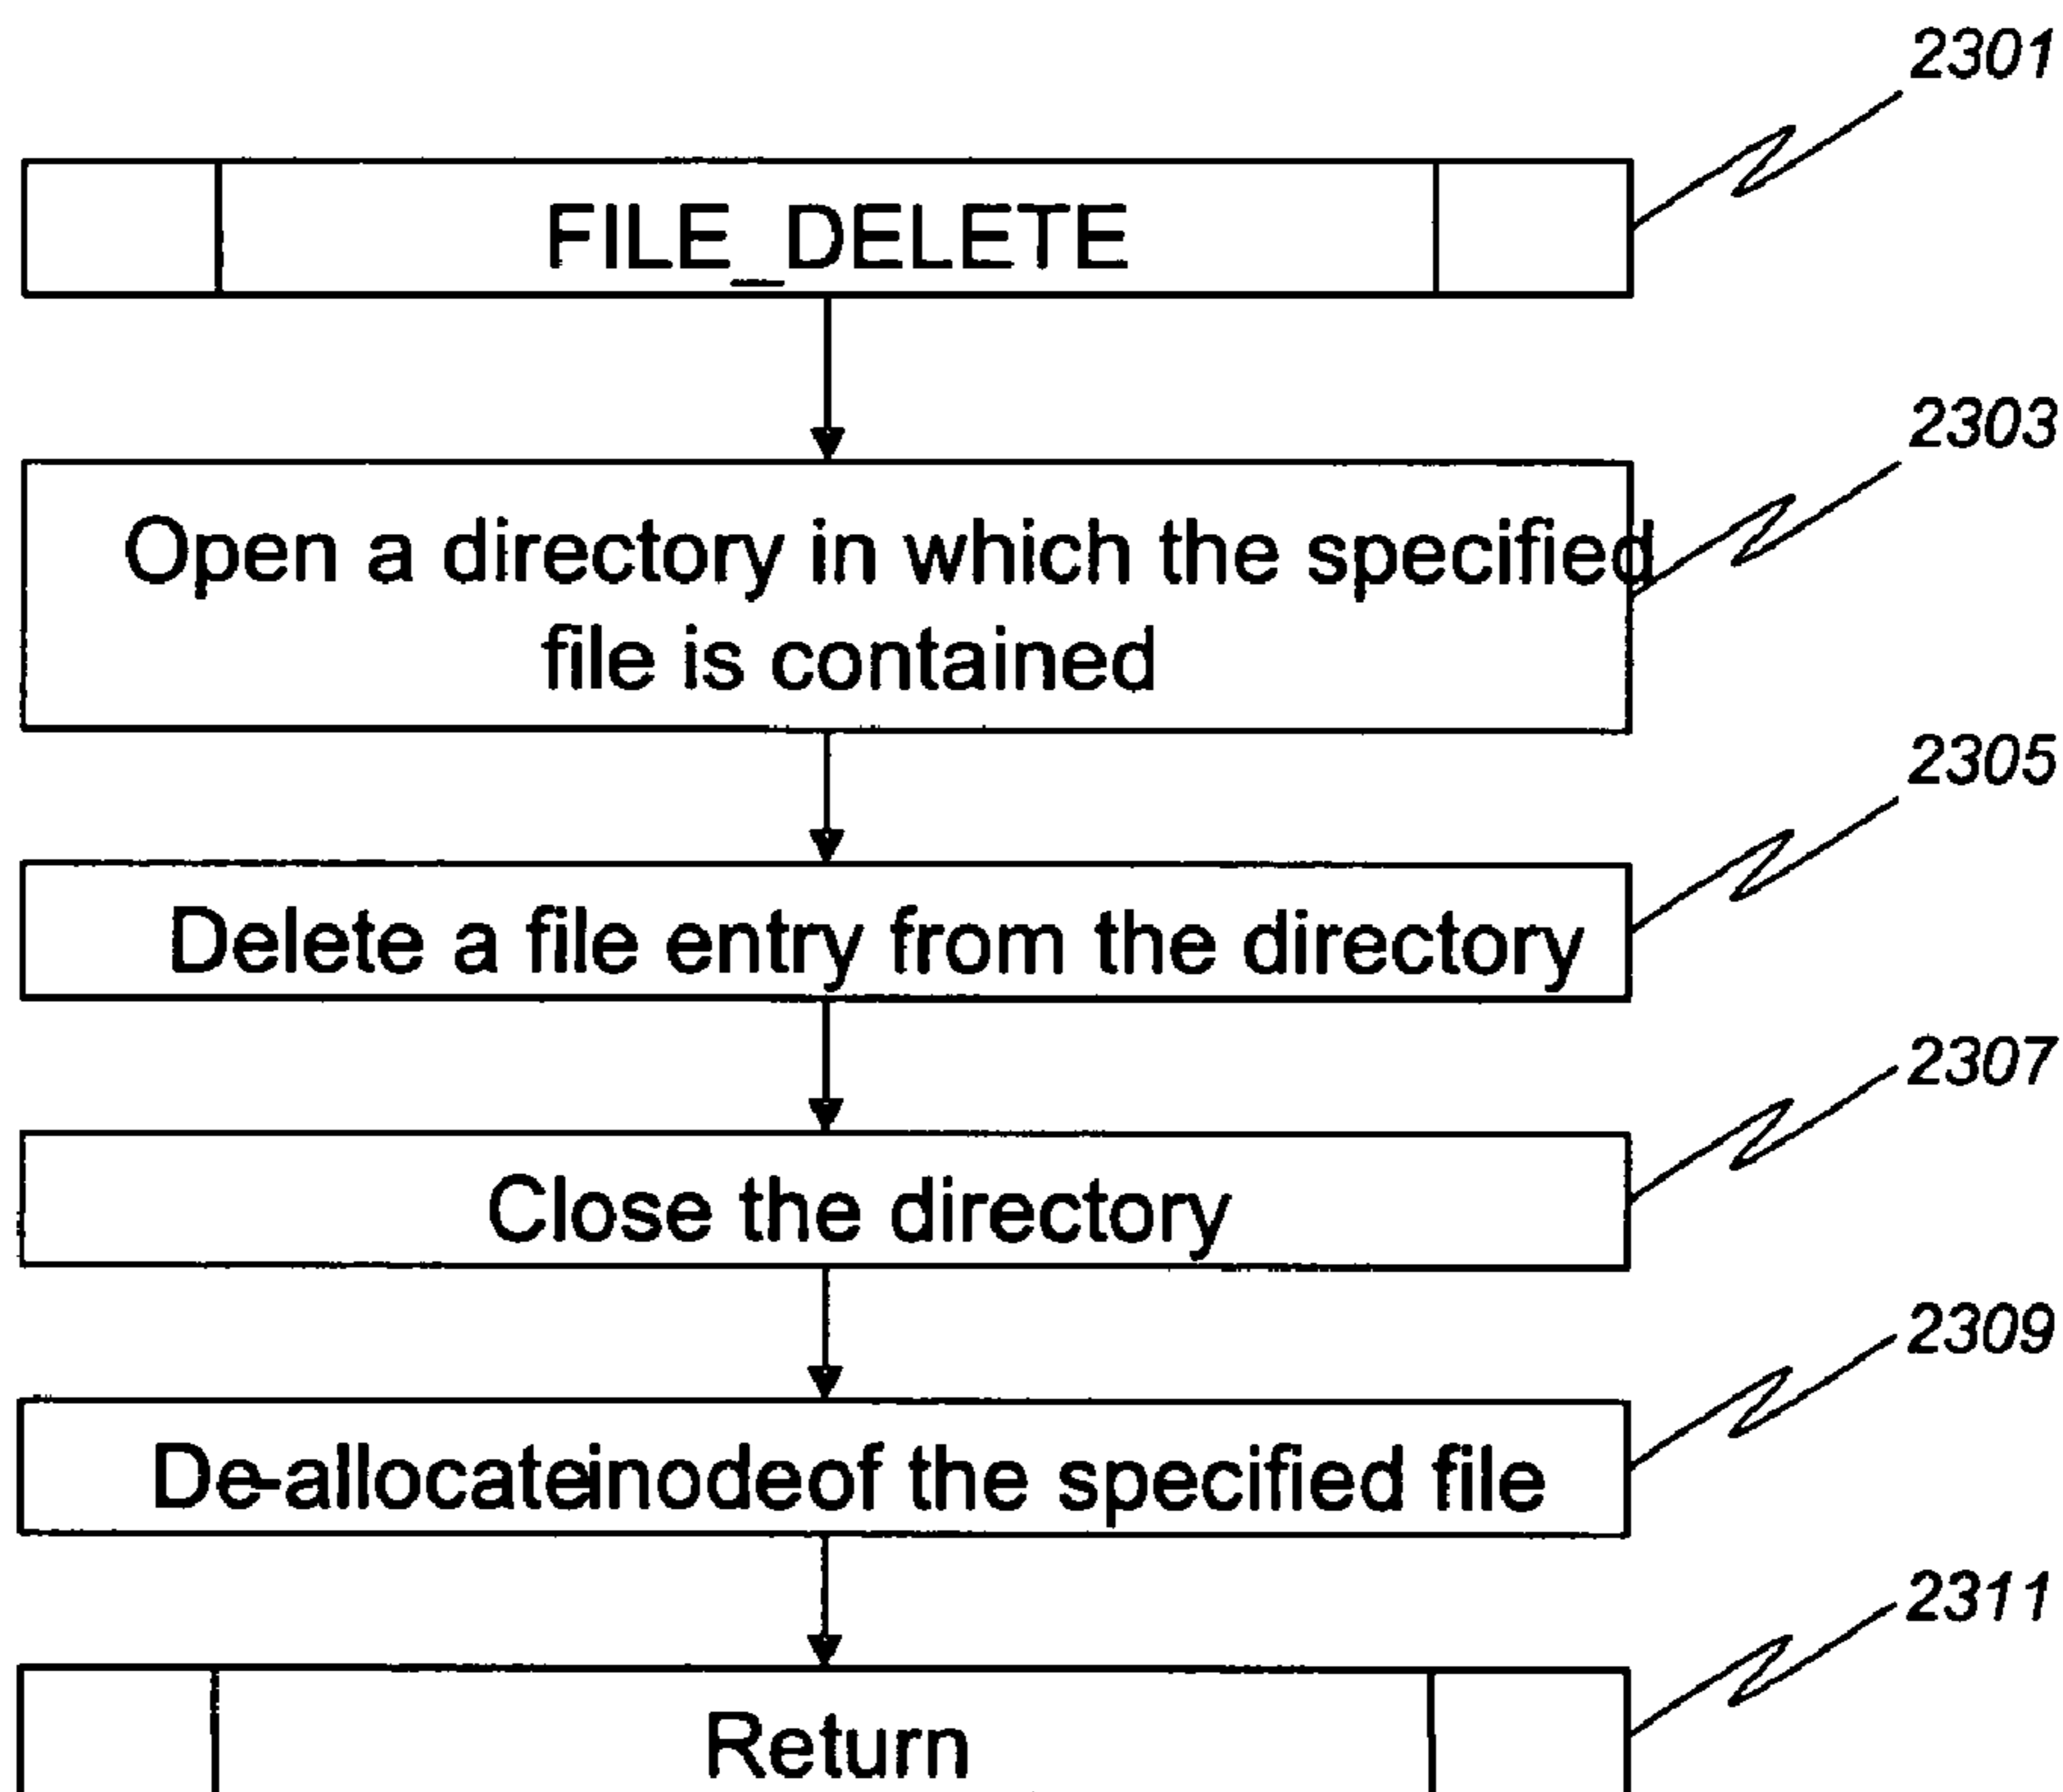 2301
FILE_DELETE
2303
Open a directory in which the specified
file is contained
2305
Delete a file entry from the directory
2307
Close the directory
2309
De-allocateinodeof the specified file
2311
Return